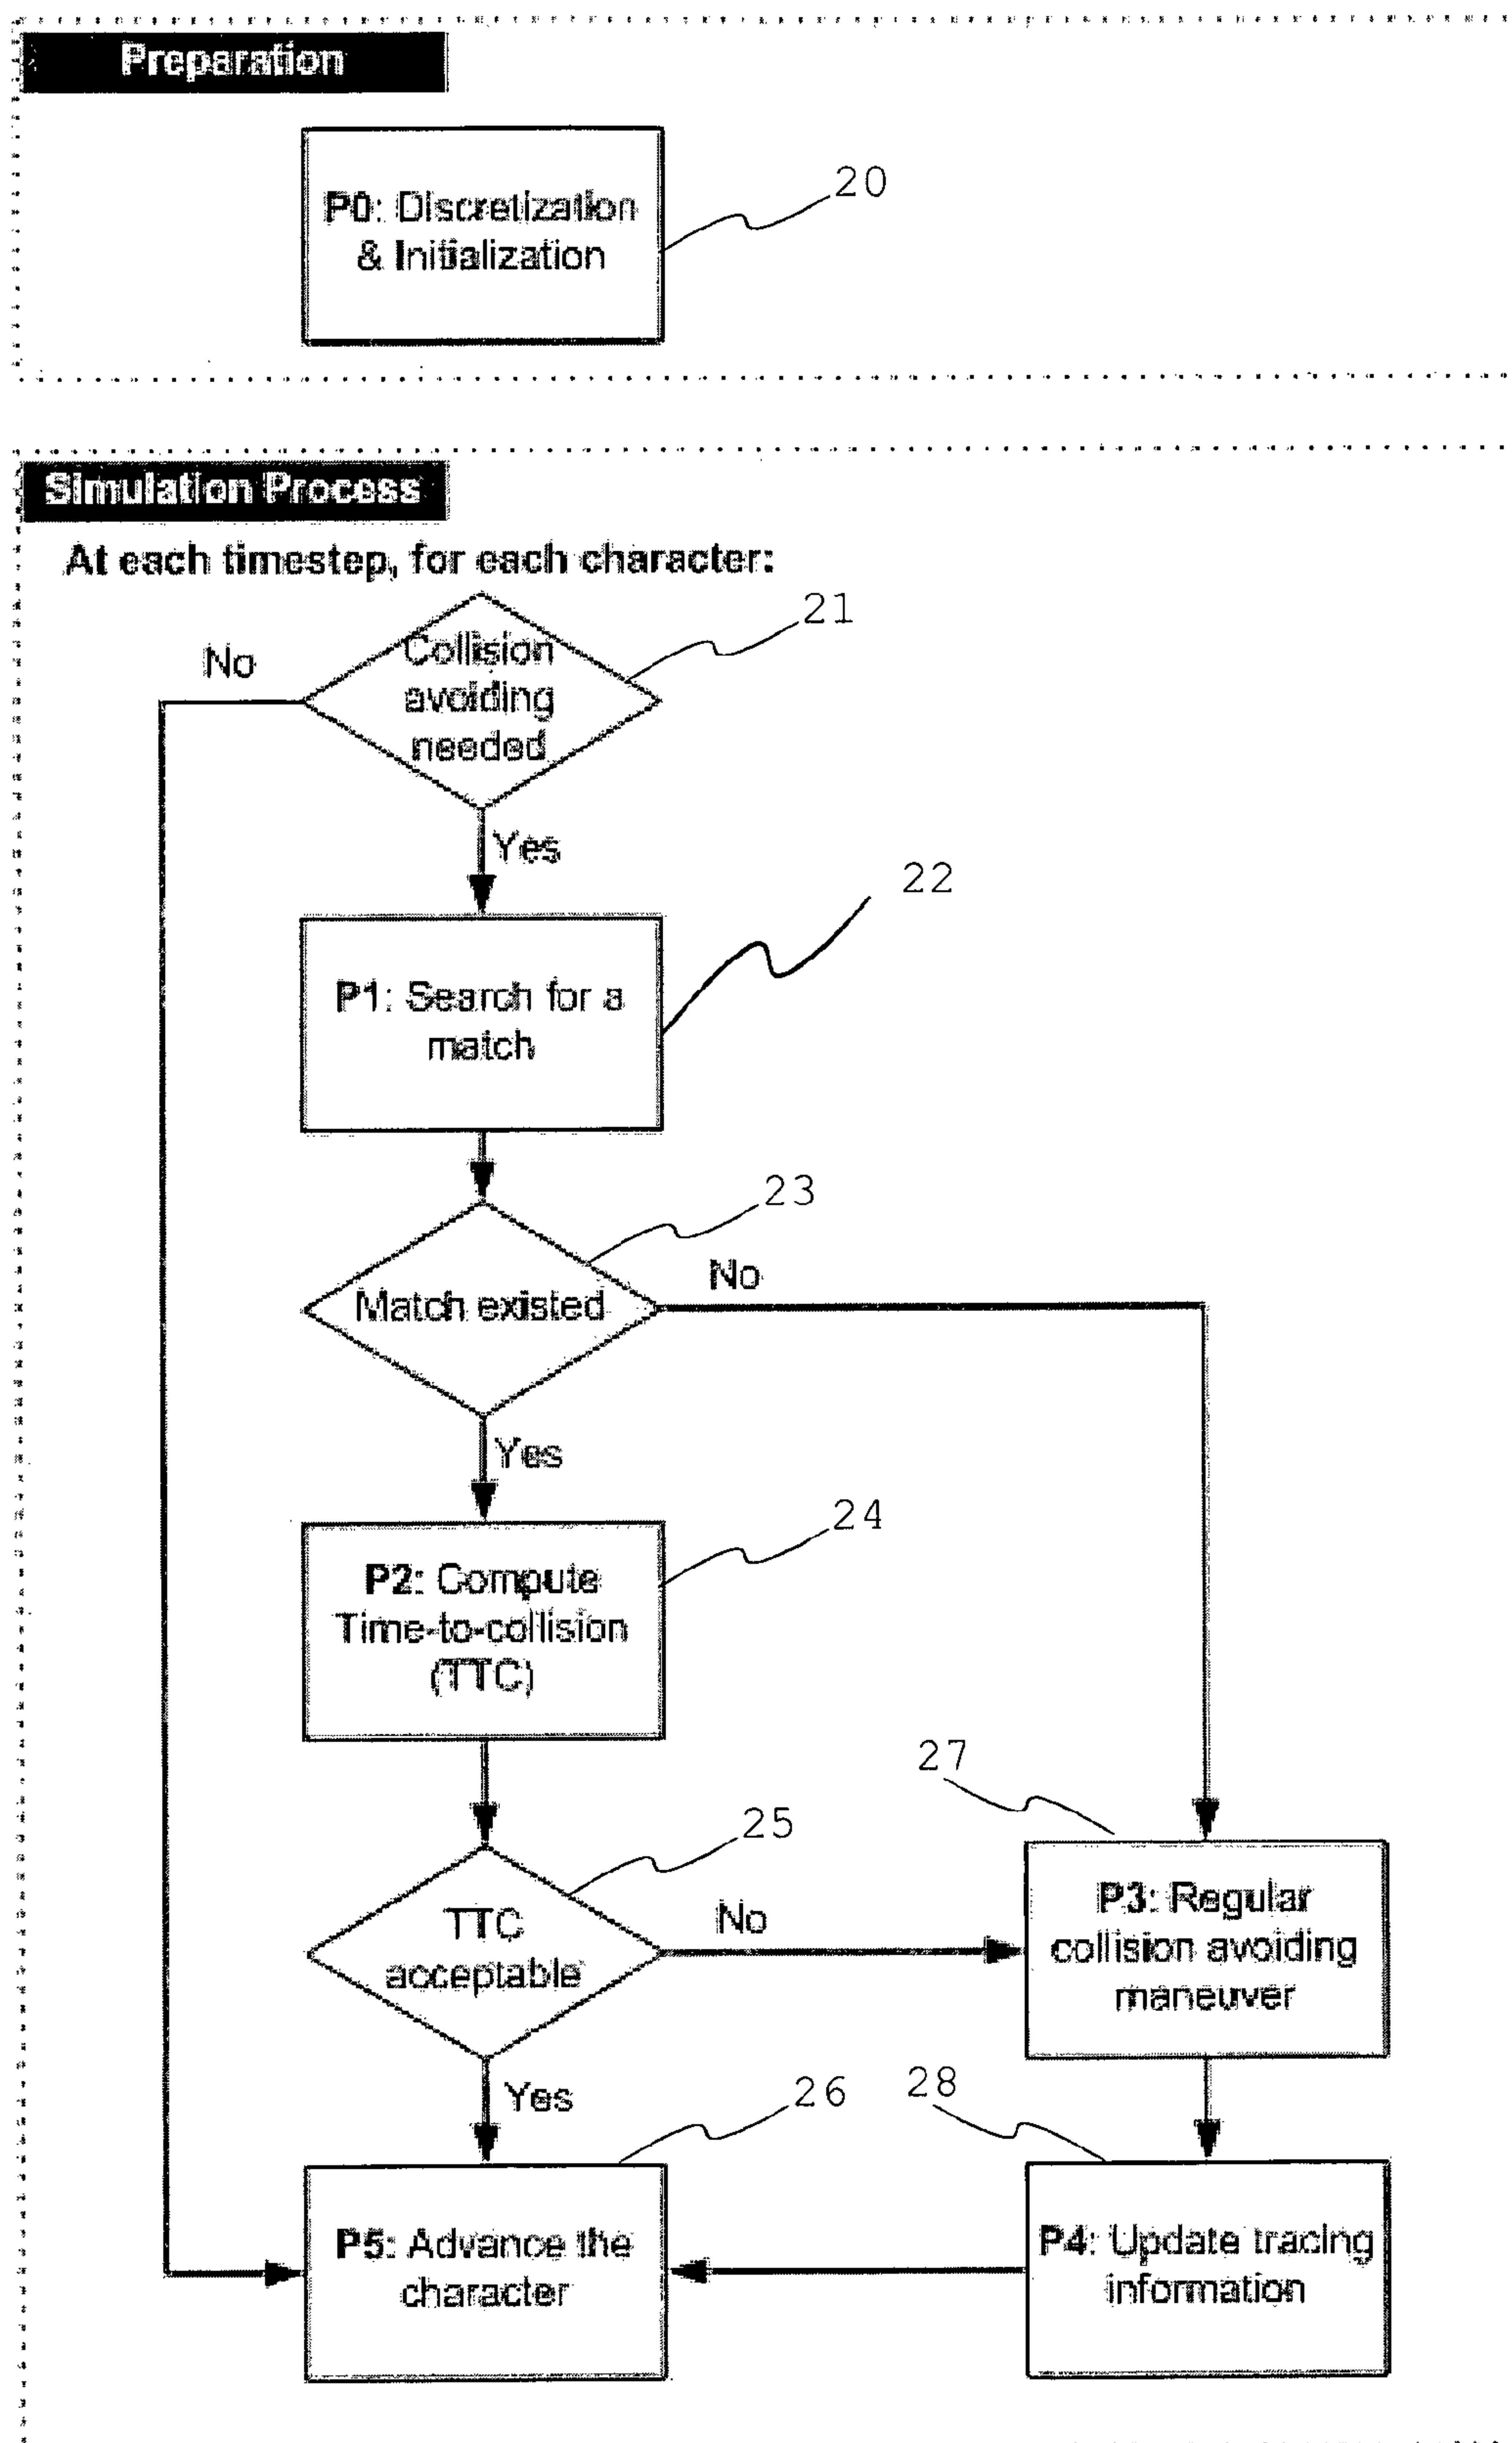 Preparation
P0: Discretization
& Initialization
20
Simulation Process
At each timestep, for each character:
21
No
Collision
avoiding
needed
Yes
22
P1: Search for a
match
23
Match existed
No
Yes
24
P2: Compute
Time-to-collision
(TTC)
27
25
TTC
acceptable
No
P3: Regular
collision avoiding
maneuver
Yes
26
28
P5: Advance the
character
P4: Update tracing
information